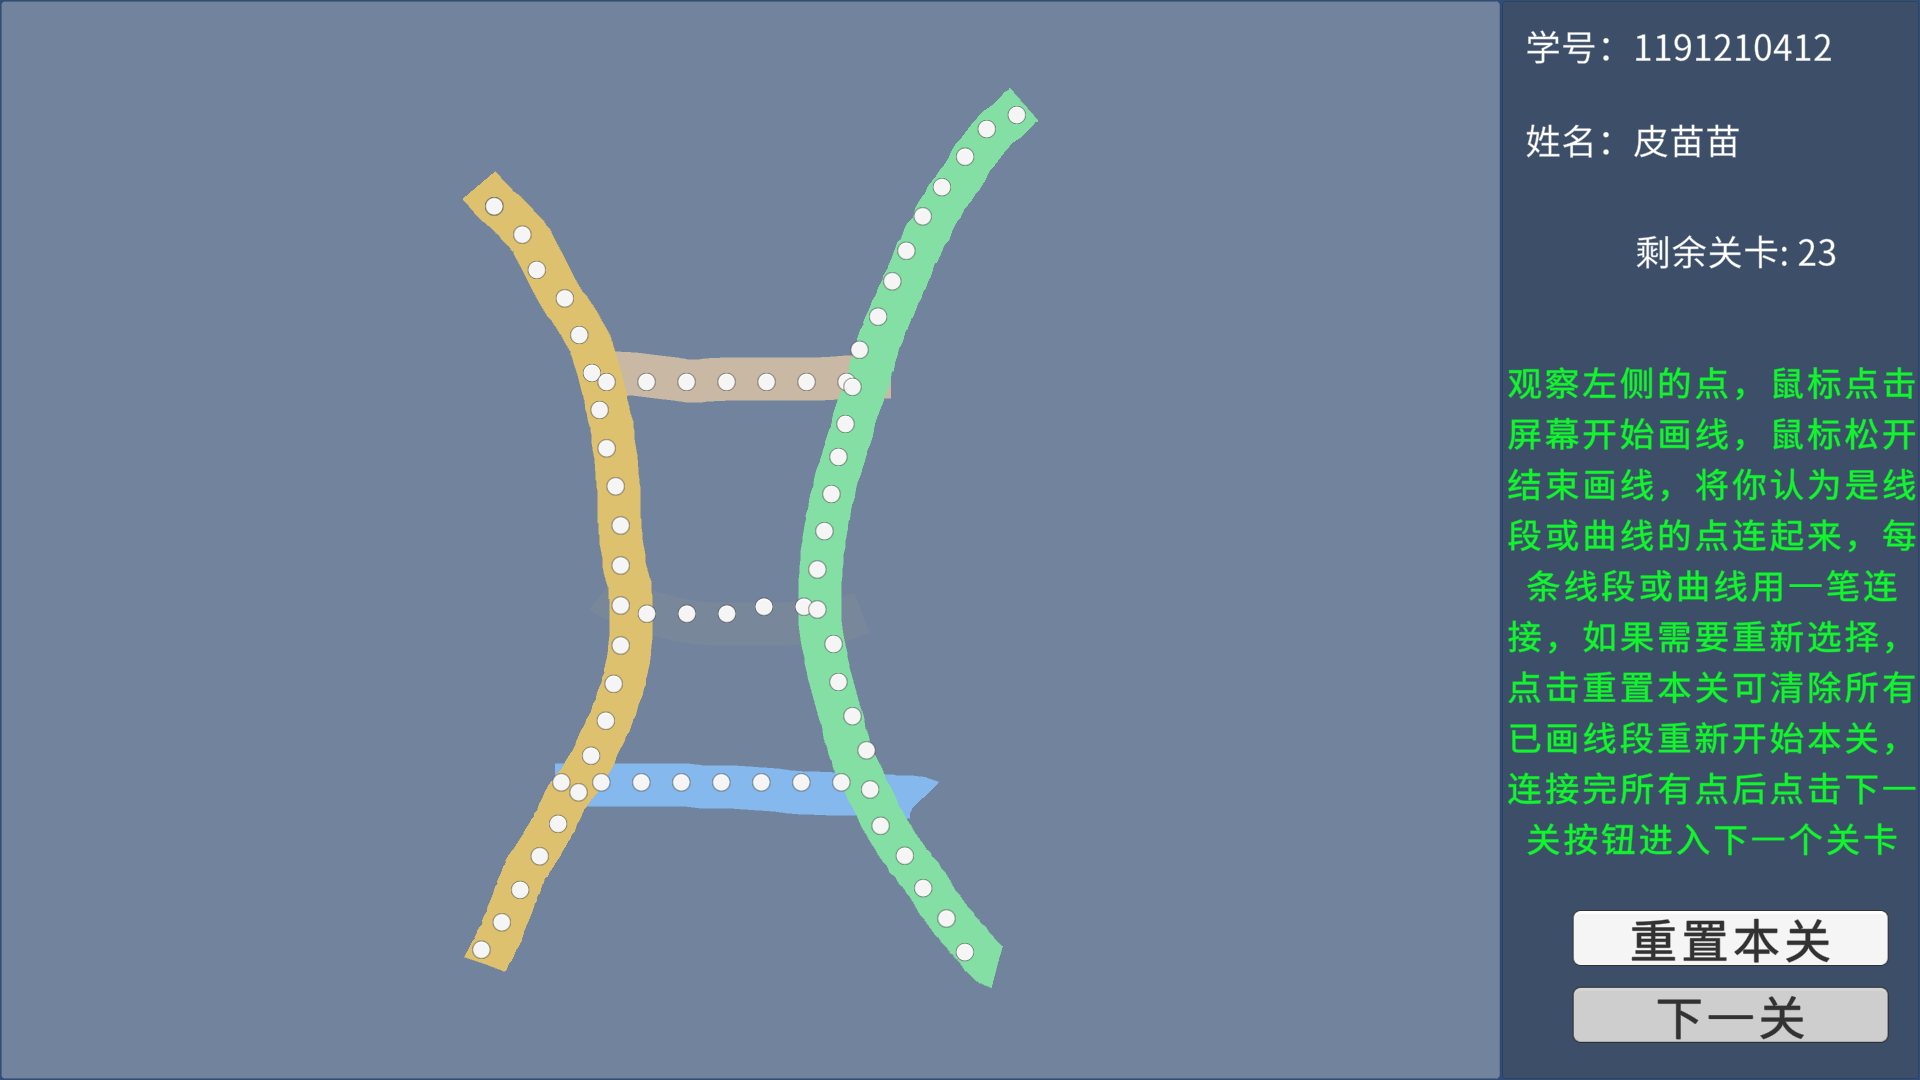 学号：1191210412
姓名：皮苗苗
剩余关卡: 23
观察左侧的点，鼠标点击
屏幕开始画线，鼠标松开
结束画线，将你认为是线
段或曲线的点连起来，每
条线段或曲线用一笔连
接，如果需要重新选择，
点击重置本关可清除所有
已画线段重新开始本关，
连接完所有点后点击下一
关按钮进入下一个关卡
重置本关
下一关